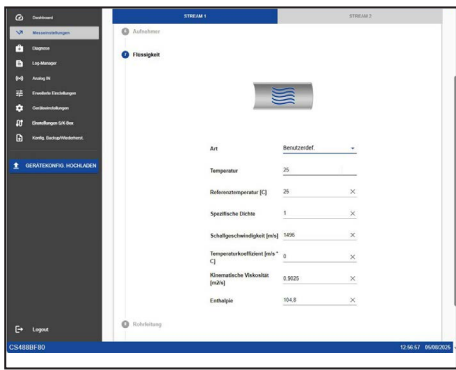 Dashboard
Messeinstellungen
Diagnose
Log-Manager
Analog IN
Erweiterte Einstellungen
Geräteeinstellungen
Einstellungen S/K-Box
Konfig. Backup/Wiederherst.
GERÄTEKONFIG. HOCHLADEN
Logout
STREAM 1
STREAM 2
Aufnehmer
Flüssigkeit
Art
Benutzerdef.
Temperatur
25
Referenztemperatur [C]
25
Spezifische Dichte
1
Schallgeschwindigkeit [m/s]
1496
Temperaturkoeffizient [m/s *
C]
0
Kinematische Viskosität
[m2/s]
0.9025
Enthalpie
104.8
Rohrleitung
CS488BF80
12:56:57 05/08/2025